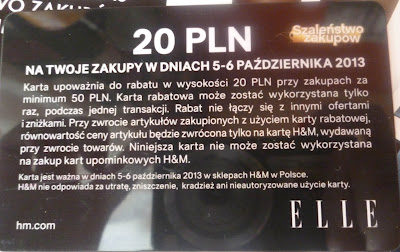 20 PLN
Szaleństwo
zakupów
NA TWOJE ZAKUPY W DNIACH 5-6 PAŹDZIERNIKA 2013
Karta upoważnia do rabatu w wysokości 20 PLN przy zakupach za
minimum 50 PLN. Karta rabatowa może zostać wykorzystana tylko
raz, podczas jednej transakcji. Rabat nie łączy się z innymi ofertami
i zniżkami. Przy zwrocie artykułów zakupionych z użyciem karty rabatowej,
równowartość ceny artykułu będzie zwrócona tylko na kartę H&M, wydawaną
przy zwrocie towarów. Niniejsza karta nie może zostać wykorzystana
na zakup kart upominkowych H&M.
Karta jest ważna w dniach 5-6 października 2013 w sklepach H&M w Polsce.
H&M nie odpowiada za utratę, zniszczenie, kradzież ani nieautoryzowane użycie karty.
hm.com
ELLE